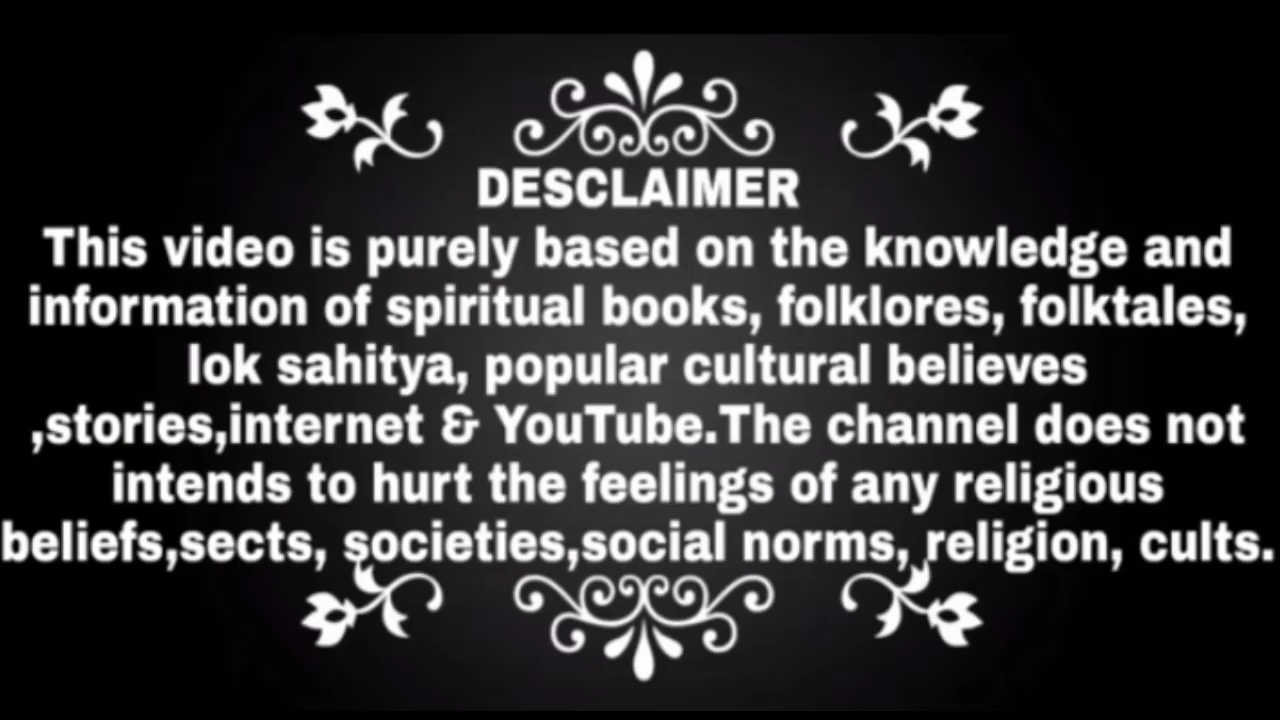 DESCLAIMER
This video is purely based on the knowledge and
information of spiritual books, folklores, folktales,
lok sahitya, popular cultural believes
,stories,internet & YouTube.The channel does not
intends to hurt the feelings of any religious
beliefs,sects, societies,social norms, religion, cults.